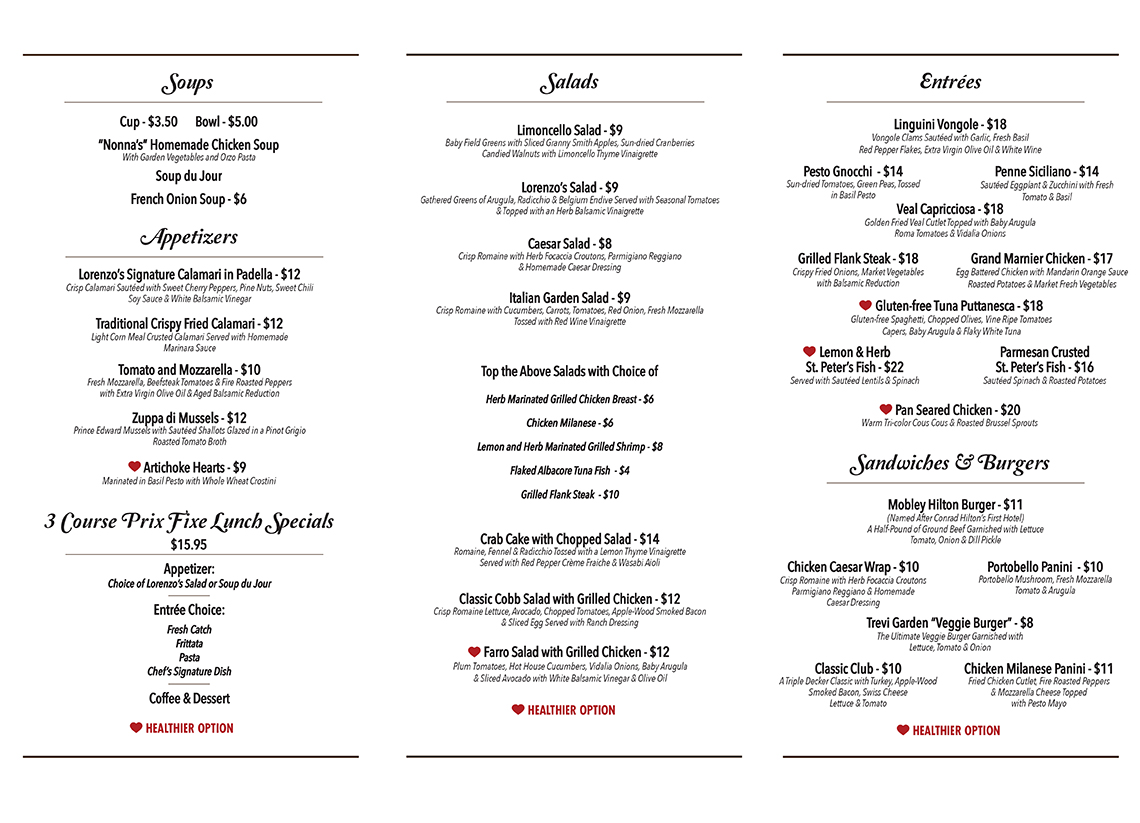 Soups
Cup - $3.50 Bowl - $5.00
"Nonna's" Homemade Chicken Soup
With Garden Vegetables and Orzo Pasta
Soup du Jour
French Onion Soup - $6
Appetizers
Lorenzo's Signature Calamari in Padella - $12
Crisp Calamari Sautéed with Sweet Cherry Peppers, Pine Nuts, Sweet Chili
Soy Sauce & White Balsamic Vinegar
Traditional Crispy Fried Calamari - $12
Light Corn Meal Crusted Calamari Served with Homemade
Marinara Sauce
Tomato and Mozzarella - $10
Fresh Mozzarella, Beefsteak Tomatoes & Fire Roasted Peppers
with Extra Virgin Olive Oil & Aged Balsamic Reduction
Zuppa di Mussels - $12
Prince Edward Mussels with Sautéed Shallots Glazed in a Pinot Grigio
Roasted Tomato Broth
Artichoke Hearts - $9
Marinated in Basil Pesto with Whole Wheat Crostini
3 Course Prix Fixe Lunch Specials
$15.95
Appetizer:
Choice of Lorenzo's Salad or Soup du Jour
Entrée Choice:
Fresh Catch
Frittata
Pasta
Chef's Signature Dish
Coffee & Dessert
HEALTHIER OPTION
Salads
Limoncello Salad - $9
Baby Field Greens with Sliced Granny Smith Apples, Sun-dried Cranberries
Candied Walnuts with Limoncello Thyme Vinaigrette
Lorenzo's Salad - $9
Gathered Greens of Arugula, Radicchio & Belgium Endive Served with Seasonal Tomatoes
& Topped with an Herb Balsamic Vinaigrette
Caesar Salad - $8
Crisp Romaine with Herb Focaccia Croutons, Parmigiano Reggiano
& Homemade Caesar Dressing
Italian Garden Salad - $9
Crisp Romaine with Cucumbers, Carrots, Tomatoes, Red Onion, Fresh Mozzarella
Tossed with Red Wine Vinaigrette
Top the Above Salads with Choice of
Herb Marinated Grilled Chicken Breast - $6
Chicken Milanese - $6
Lemon and Herb Marinated Grilled Shrimp - $8
Flaked Albacore Tuna Fish - $4
Grilled Flank Steak - $10
Crab Cake with Chopped Salad - $14
Romaine, Fennel & Radicchio Tossed with a Lemon Thyme Vinaigrette
Served with Red Pepper Crème Fraiche & Wasabi Aioli
Classic Cobb Salad with Grilled Chicken - $12
Crisp Romaine Lettuce, Avocado, Chopped Tomatoes, Apple-Wood Smoked Bacon
& Sliced Egg Served with Ranch Dressing
Farro Salad with Grilled Chicken - $12
Plum Tomatoes, Hot House Cucumbers, Vidalia Onions, Baby Arugula
& Sliced Avocado with White Balsamic Vinegar & Olive Oil
HEALTHIER OPTION
Entrées
Linguini Vongole - $18
Vongole Clams Sautéed with Garlic, Fresh Basil
Red Pepper Flakes, Extra Virgin Olive Oil & White Wine
Pesto Gnocchi - $14
Sun-dried Tomatoes, Green Peas, Tossed
in Basil Pesto
Penne Siciliano - $14
Sautéed Eggplant & Zucchini with Fresh
Tomato & Basil
Veal Capricciosa - $18
Golden Fried Veal Cutlet Topped with Baby Arugula
Roma Tomatoes & Vidalia Onions
Grilled Flank Steak - $18
Crispy Fried Onions, Market Vegetables
with Balsamic Reduction
Grand Marnier Chicken - $17
Egg Battered Chicken with Mandarin Orange Sauce
Roasted Potatoes & Market Fresh Vegetables
Gluten-free Tuna Puttanesca - $18
Gluten-free Spaghetti, Chopped Olives, Vine Ripe Tomatoes
Capers, Baby Arugula & Flaky White Tuna
Lemon & Herb
St. Peter's Fish - $22
Served with Sautéed Lentils & Spinach
Parmesan Crusted
St. Peter's Fish - $16
Sautéed Spinach & Roasted Potatoes
Pan Seared Chicken - $20
Warm Tri-color Cous Cous & Roasted Brussel Sprouts
Sandwiches & Burgers
Mobley Hilton Burger - $11
(Named After Conrad Hilton's First Hotel)
A Half-Pound of Ground Beef Garnished with Lettuce
Tomato, Onion & Dill Pickle
Chicken Caesar Wrap - $10
Crisp Romaine with Herb Focaccia Croutons
Parmigiano Reggiano & Homemade
Caesar Dressing
Portobello Panini - $10
Portobello Mushroom, Fresh Mozzarella
Tomato & Arugula
Trevi Garden "Veggie Burger" - $8
The Ultimate Veggie Burger Garnished with
Lettuce, Tomato & Onion
Classic Club - $10
A Triple Decker Classic with Turkey, Apple-Wood
Smoked Bacon, Swiss Cheese
Lettuce & Tomato
Chicken Milanese Panini - $11
Fried Chicken Cutlet, Fire Roasted Peppers
& Mozzarella Cheese Topped
with Pesto Mayo
HEALTHIER OPTION